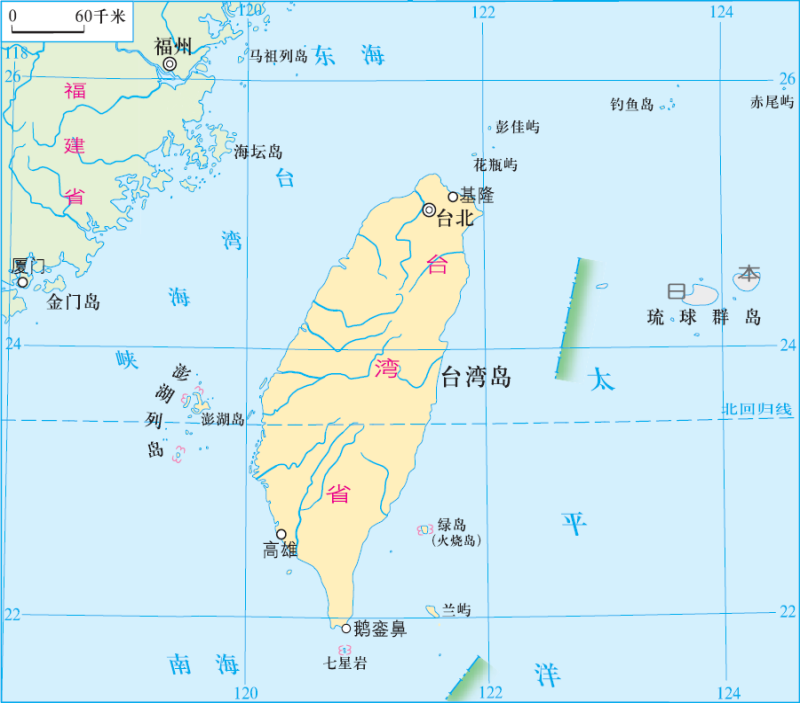 0 60千米
120
122
124
118
福州
马祖列岛
东海
26
26
福建省
钓鱼岛
赤尾屿
彭佳屿
海坛岛
花瓶屿
台湾海峡
基隆
台北
厦门
金门岛
台湾省
日本
琉球群岛
24
24
澎湖列岛
台湾岛
太平洋
澎湖岛
北回归线
绿岛
(火烧岛)
高雄
兰屿
22
22
鹅銮鼻
七星岩
南海
120
122
124